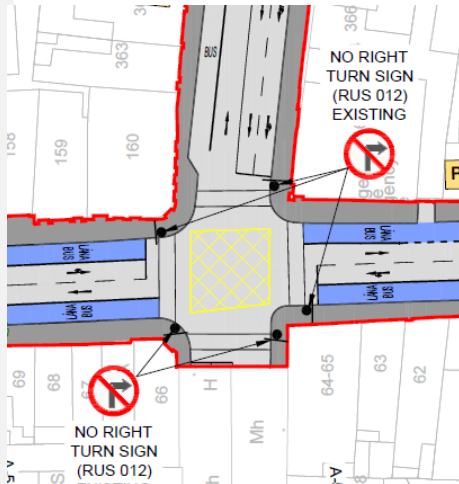 363
366
BUS
NO RIGHT
TURN SIGN
(RUS 012)
EXISTING
158
159
160
P
LÁNA
BUS
LÁNA
BUS
LÁNA
BUS
LÁNA
BUS
69
68
67
66
H
Mh
64-65
63
62
NO RIGHT
TURN SIGN
(RUS 012)